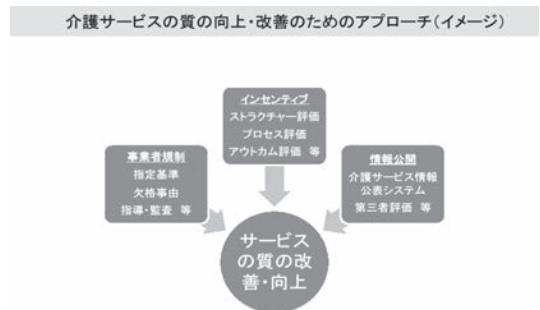 介護サービスの質の向上・改善のためのアプローチ(イメージ)
インセンティブ
ストラクチャー評価
プロセス評価
アウトカム評価 等
事業者規制
指定基準
欠格事由
指導・監査 等
情報公開
介護サービス情報
公表システム
第三者評価 等
サービス
の質の改
善・向上